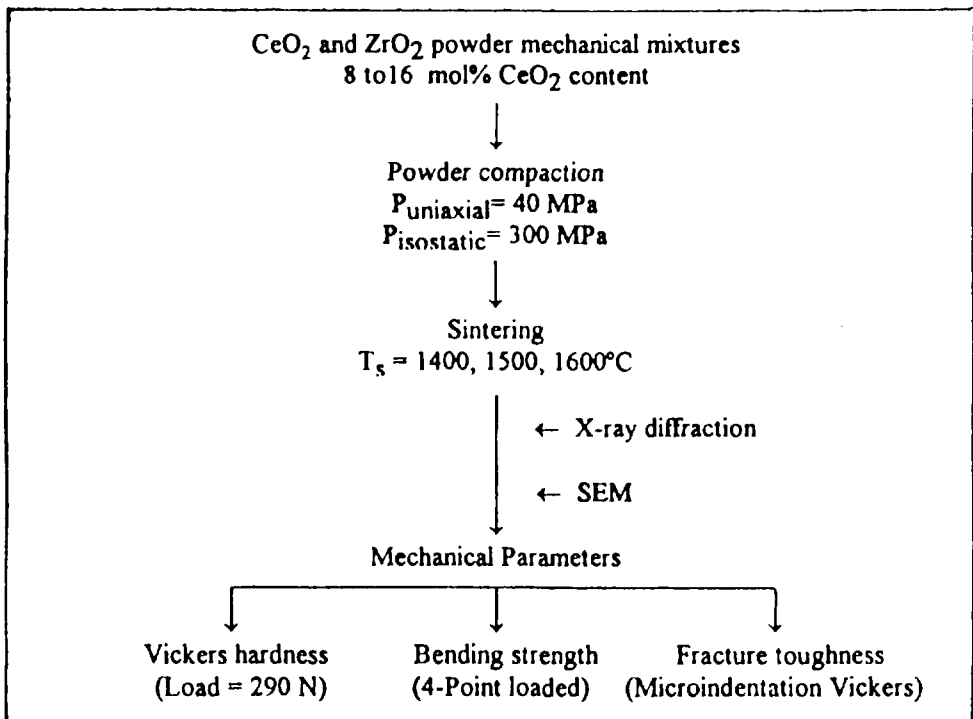 CeO2 and ZrO2 powder mechanical mixtures
8 to16 mol% CeO2 content
Powder compaction
Puniaxial= 40 MPa
Pisostatic= 300 MPa
Sintering
Ts = 1400, 1500, 1600°C
← X-ray diffraction
← SEM
Mechanical Parameters
Vickers hardness Bending strength Fracture toughness
(Load = 290 N) (4-Point loaded) (Microindentation Vickers)